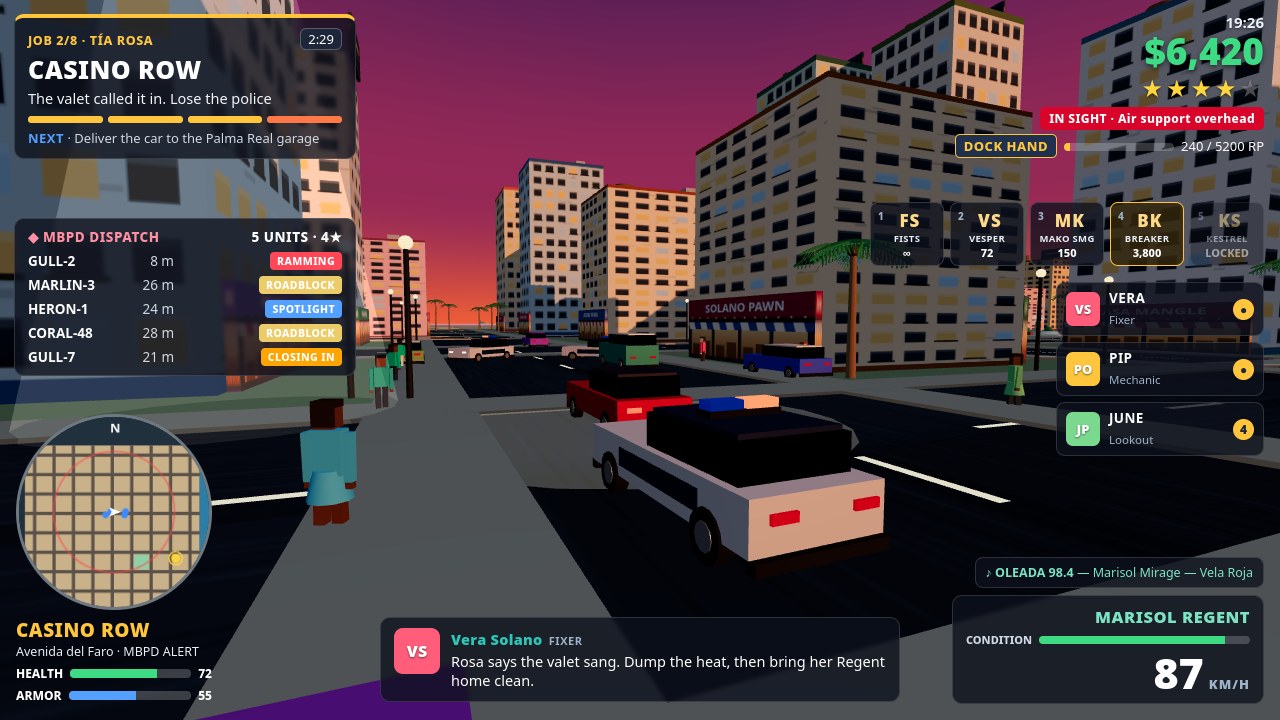 JOB 2/8 · TÍA ROSA
2:29
CASINO ROW
The valet called it in. Lose the police
NEXT · Deliver the car to the Palma Real garage
19:26
$6,420
★★★★★
IN SIGHT · Air support overhead
DOCK HAND 240 / 5200 RP
◆ MBPD DISPATCH 5 UNITS · 4★
GULL-2 8 m RAMMING
MARLIN-3 26 m ROADBLOCK
HERON-1 24 m SPOTLIGHT
CORAL-48 28 m ROADBLOCK
GULL-7 21 m CLOSING IN
1 FS FISTS ∞
2 VS VESPER 72
3 MK MAKO SMG 150
4 BK BREAKER 3,800
5 KS KESTREL LOCKED
SOLANO PAWN
VS VERA Fixer
PO PIP Mechanic
JP JUNE Lookout 4
N
CASINO ROW
Avenida del Faro · MBPD ALERT
HEALTH 72
ARMOR 55
VS
Vera Solano FIXER
Rosa says the valet sang. Dump the heat, then bring her Regent
home clean.
♪ OLEADA 98.4 — Marisol Mirage — Vela Roja
MARISOL REGENT
CONDITION
87 KM/H